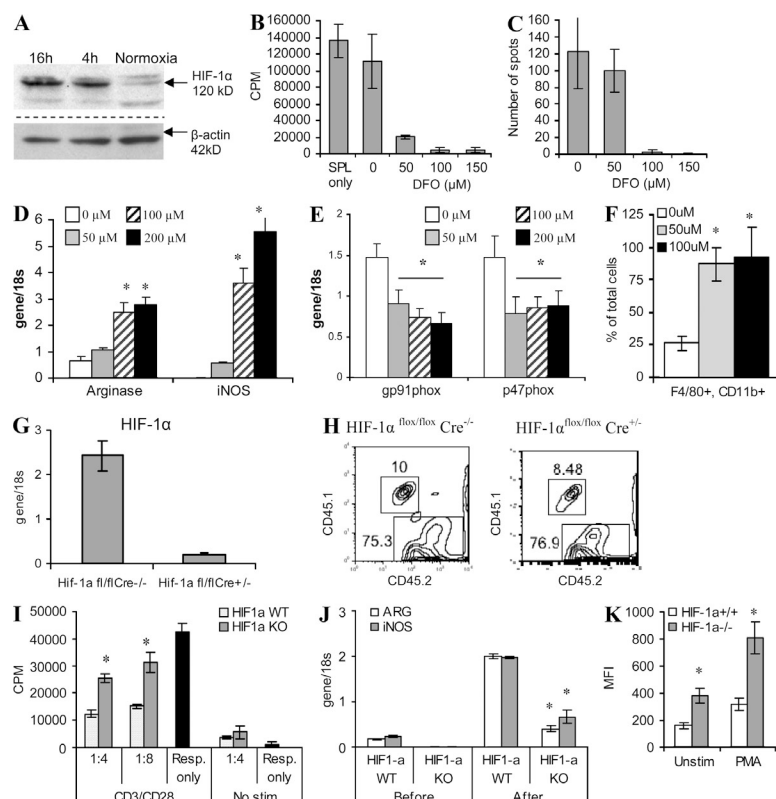 A
16h 4h Normoxia
HIF-1α
120 kD
β-actin
42kD
B
CPM
160000
140000
120000
100000
80000
60000
40000
20000
0
SPL only 0 50 100 150
DFO (µM)
C
Number of spots
160
140
120
100
80
60
40
20
0
0 50 100 150
DFO (µM)
D
0 µM 100 µM
50 µM 200 µM
gene/18s
6
5
4
3
2
1
0
* * * *
Arginase iNOS
E
0 µM 100 µM
50 µM 200 µM
gene/18s
2
1.5
1
0.5
0
* *
gp91phox p47phox
F
0uM
50uM
100uM
% of total cells
125
100
75
50
25
0
* *
F4/80+, CD11b+
G
HIF-1α
gene/18s
3
2
1
0
Hif-1a fl/flCre-/- Hif-1a fl/flCre+/-
H
HIF-1α flox/flox Cre-/-
HIF-1α flox/flox Cre+/-
CD45.1
10
75.3
CD45.2
CD45.1
8.48
76.9
CD45.2
I
HIF1a WT
HIF1a KO
CPM
50000
40000
30000
20000
10000
0
* *
1:4 1:8 Resp. only 1:4 Resp. only
CD3/CD28 No stim
J
ARG
iNOS
gene/18s
3
2
1
0
* *
HIF1-a WT HIF1-a KO HIF1-a WT HIF1-a KO
Before After
K
HIF-1a+/+
HIF-1a-/-
MFI
1000
800
600
400
200
0
* *
Unstim PMA